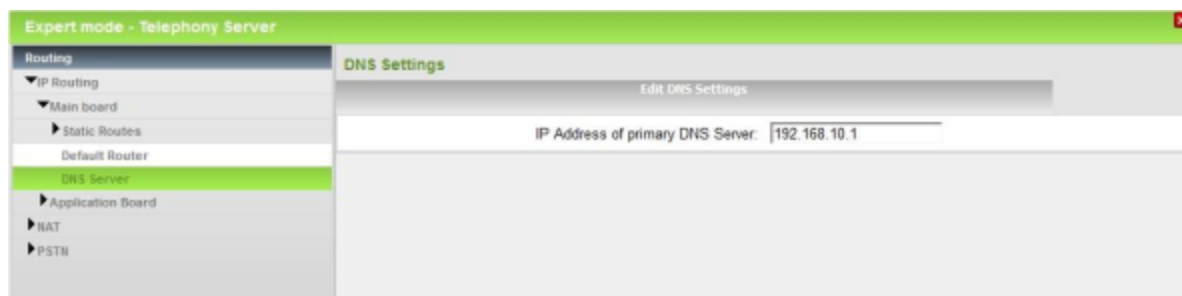 Expert mode - Telephony Server
Routing
IP Routing
Main board
Static Routes
Default Router
DNS Server
Application Board
NAT
PSTN
DNS Settings
Edit DNS Settings
IP Address of primary DNS Server: 192.168.10.1